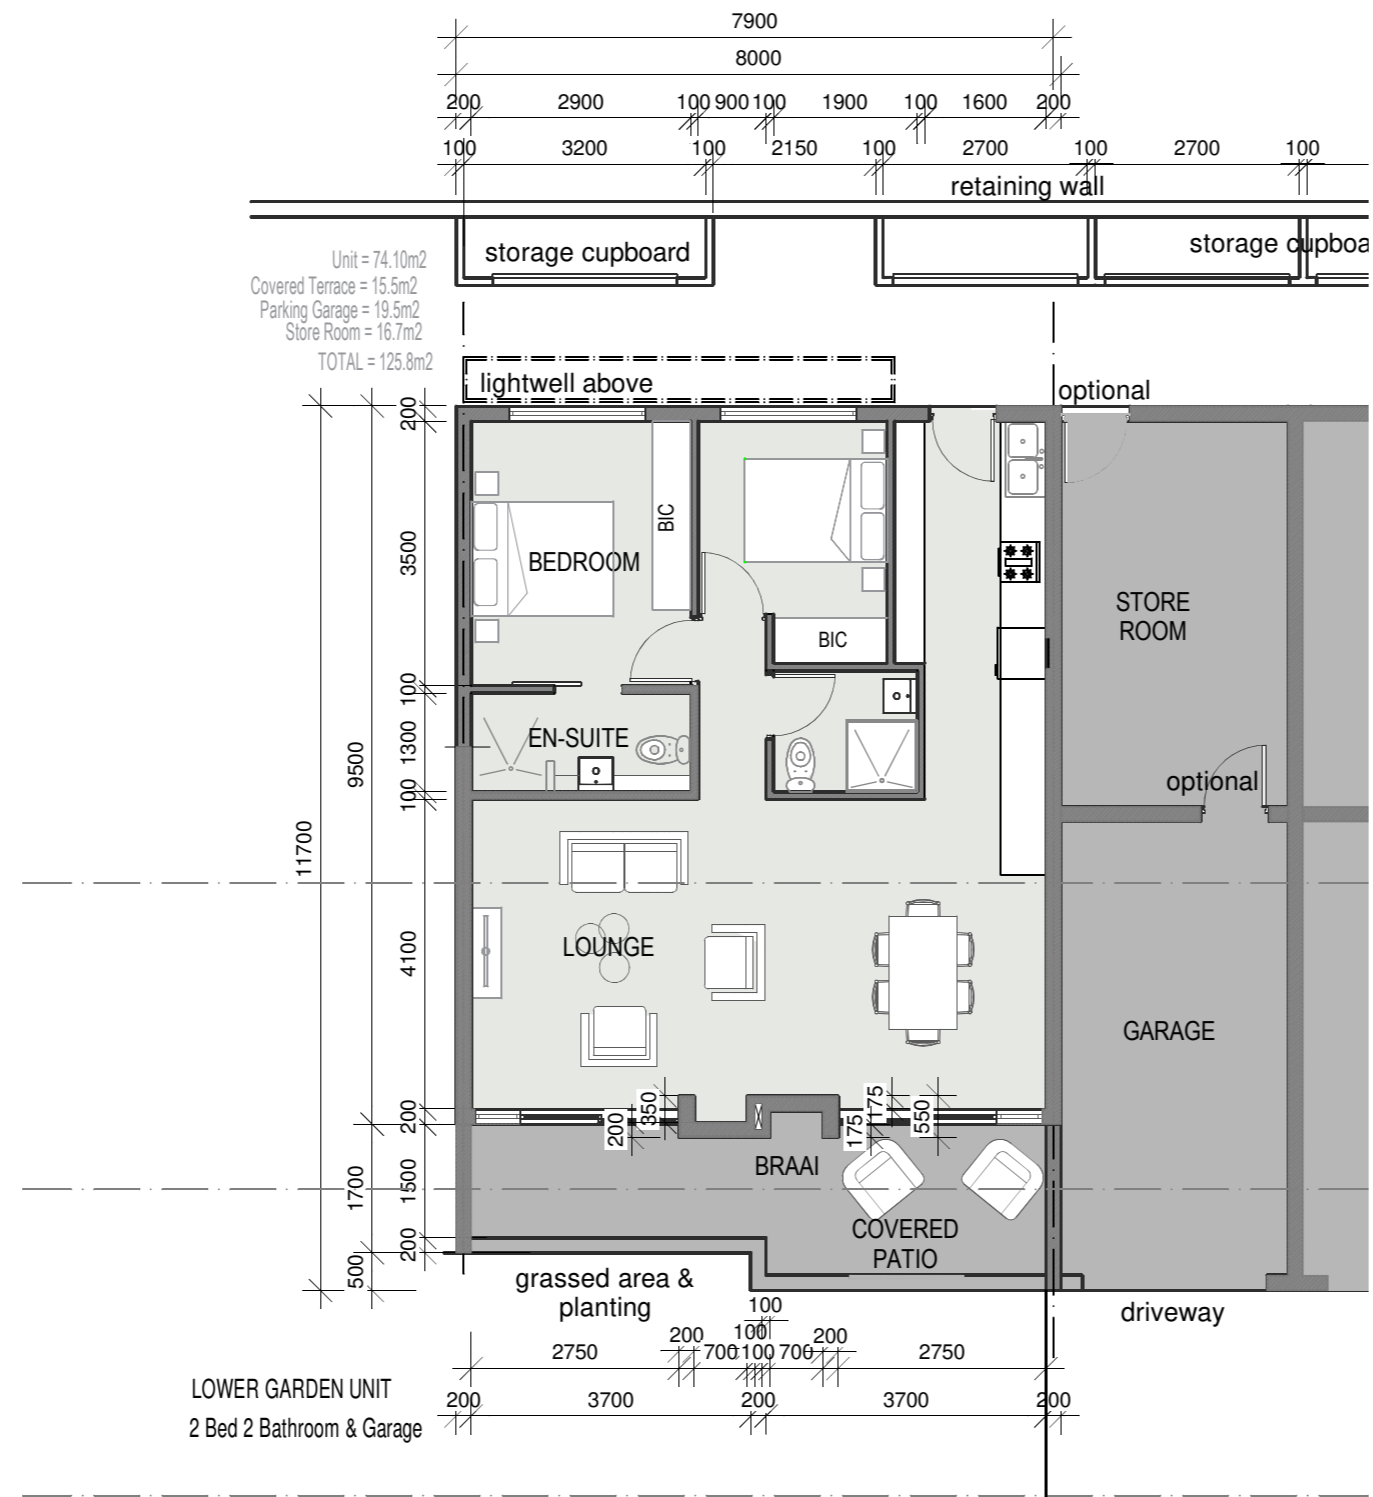 7900
8000
200 2900 100 900 100 1900 100 1600 200
100 3200 100 2150 100 2700 100 2700 100
retaining wall
storage cupboard
storage cupboa
Unit = 74.10m2
Covered Terrace = 15.5m2
Parking Garage = 19.5m2
Store Room = 16.7m2
TOTAL = 125.8m2
lightwell above
optional
200
3500
BIC
BEDROOM
STORE
ROOM
BIC
100
1300
EN-SUITE
9500
100
optional
11700
4100
LOUNGE
GARAGE
200
200
350
175
175
550
BRAAI
1700
1500
COVERED
PATIO
200
500
grassed area &
planting
driveway
100
200 100 200
2750 700 100 700 2750
LOWER GARDEN UNIT
200 3700 200 3700 200
2 Bed 2 Bathroom & Garage